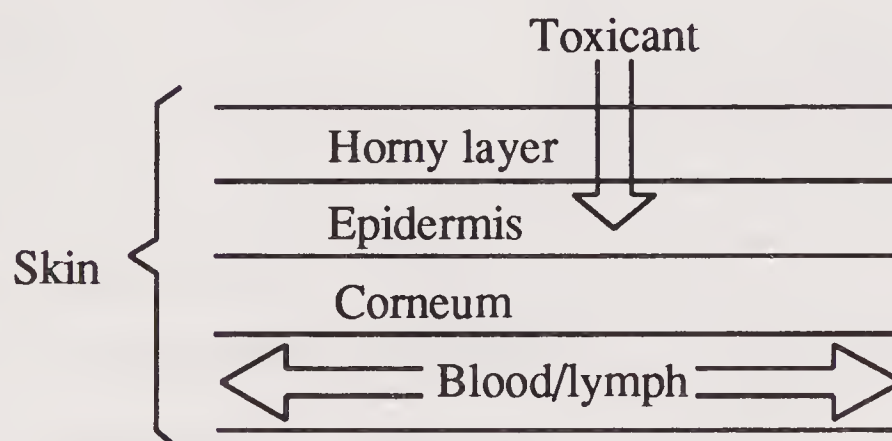 Toxicant
Horny layer
Epidermis
Skin
Corneum
Blood/lymph